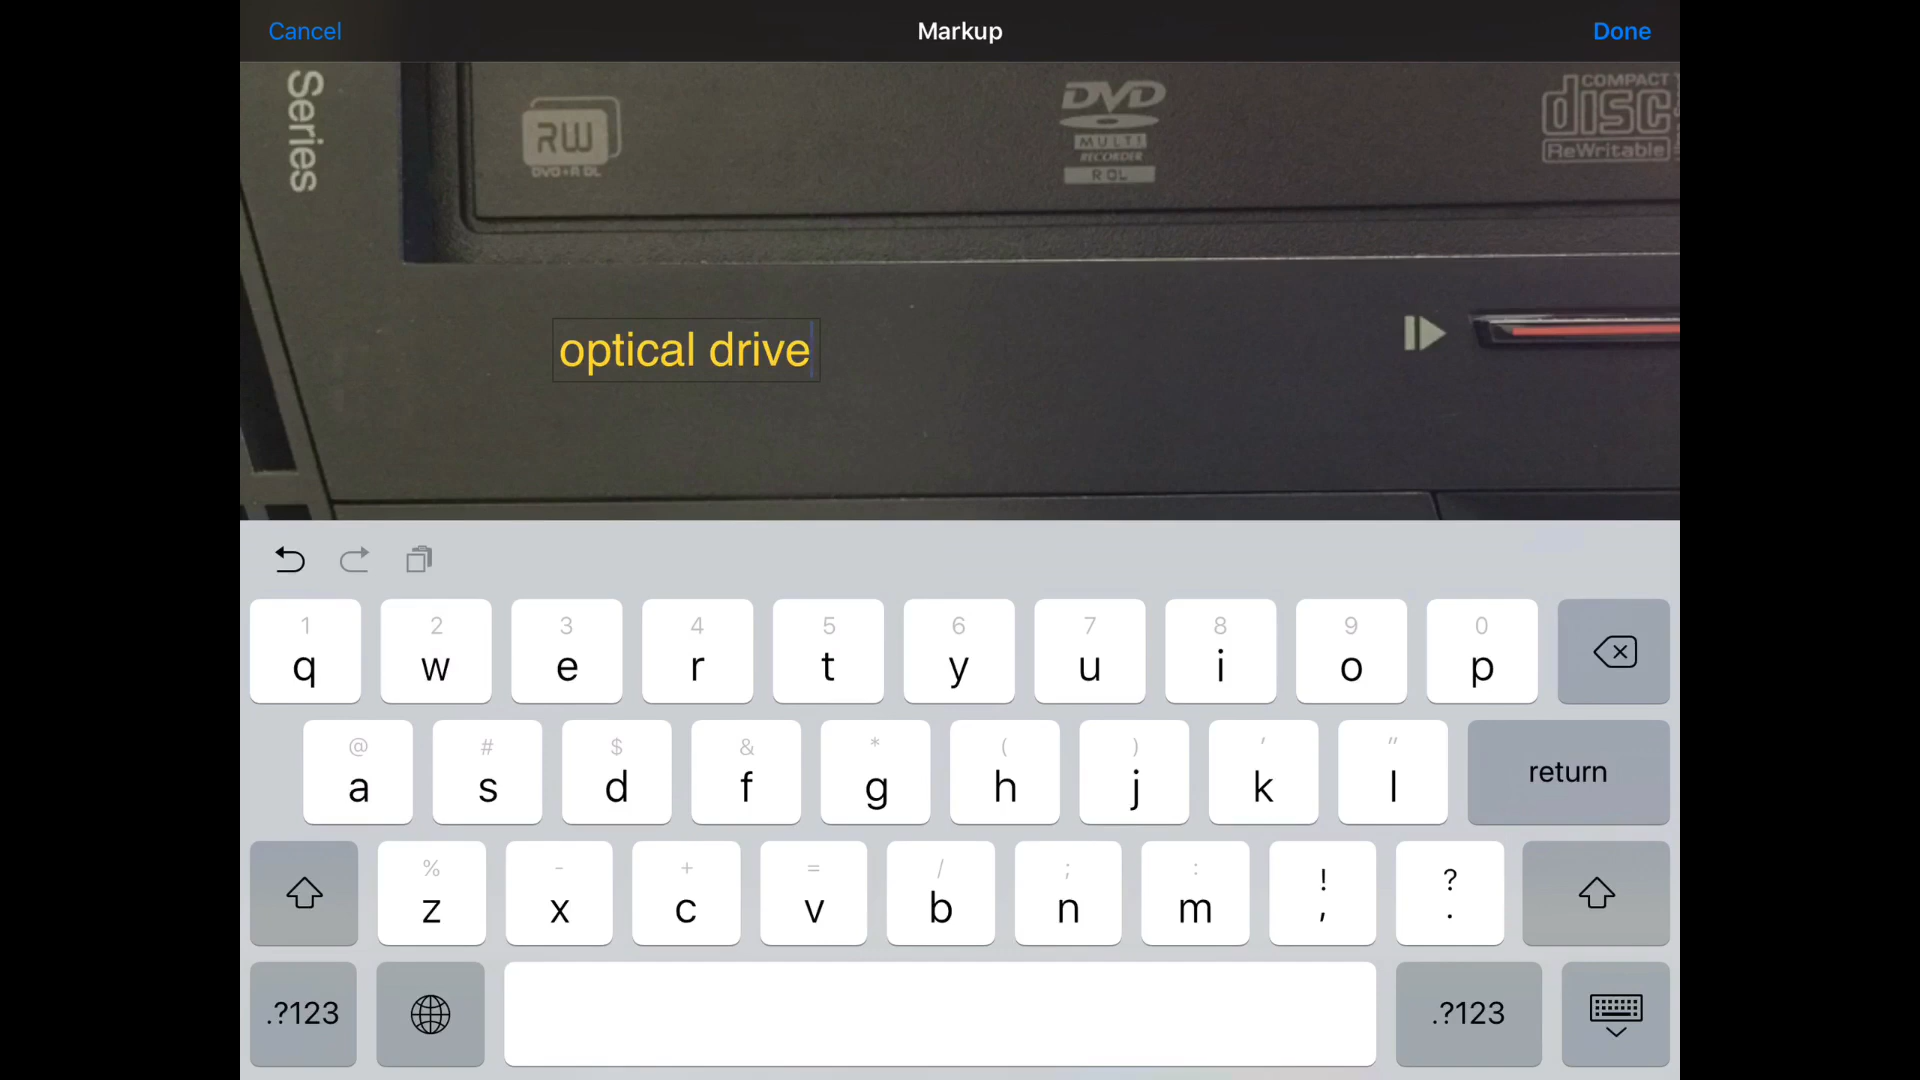 Cancel
Markup
Done
Series
RW
DVD+R DL
DVD
MULTI
RECORDER
COMPACT
disc
ReWritable
optical drive
1 2 3 4 5 6 7 8 9 0
q w e r t y u i o p
@ # $ & * ( ) ' "
a s d f g h j k l
return
% - + = / ; : ! ?
z x c v b n m , .
.?123
.?123